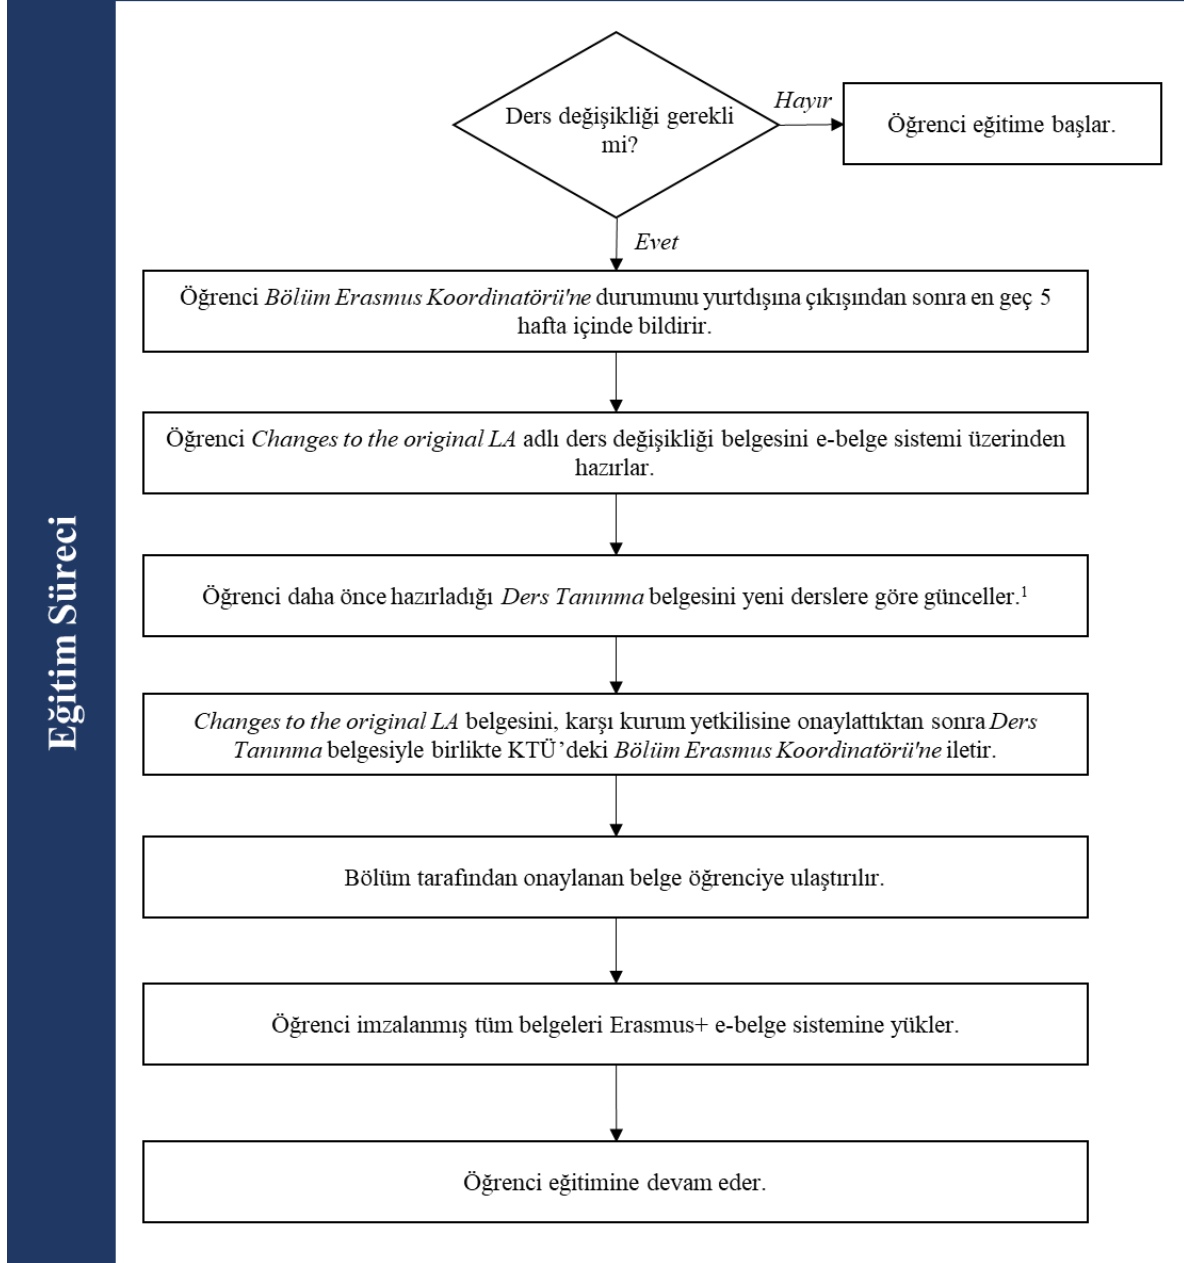 Eğitim Süreci
Ders değişikliği gerekli
mi?
Hayır
Öğrenci eğitime başlar.
Evet
Öğrenci Bölüm Erasmus Koordinatörü'ne durumunu yurtdışına çıkışından sonra en geç 5
hafta içinde bildirir.
Öğrenci Changes to the original LA adlı ders değişikliği belgesini e-belge sistemi üzerinden
hazırlar.
Öğrenci daha önce hazırladığı Ders Tanınma belgesini yeni derslere göre günceller.¹
Changes to the original LA belgesini, karşı kurum yetkilisine onaylattıktan sonra Ders
Tanınma belgesiyle birlikte KTÜ’deki Bölüm Erasmus Koordinatörü'ne iletir.
Bölüm tarafından onaylanan belge öğrenciye ulaştırılır.
Öğrenci imzalanmış tüm belgeleri Erasmus+ e-belge sistemine yükler.
Öğrenci eğitimine devam eder.